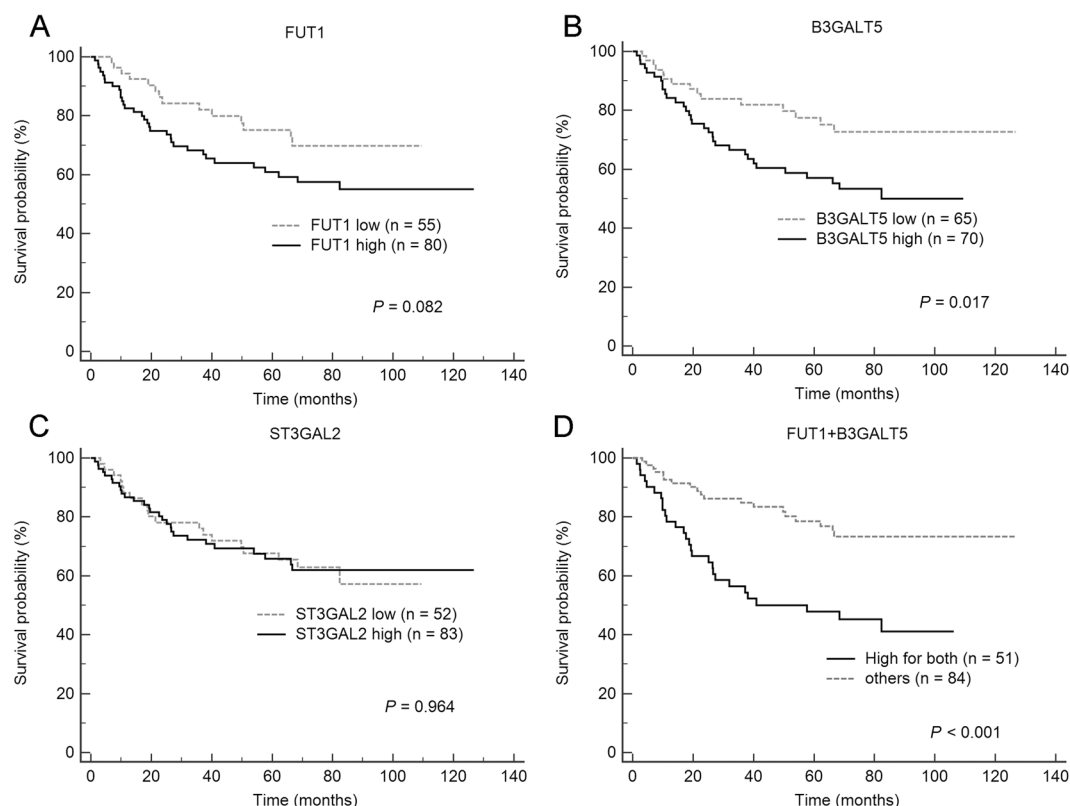 A
FUT1
Survival probability (%)
100
80
60
40
20
0
FUT1 low (n = 55)
FUT1 high (n = 80)
P = 0.082
0 20 40 60 80 100 120 140
Time (months)
B
B3GALT5
Survival probability (%)
100
80
60
40
20
0
B3GALT5 low (n = 65)
B3GALT5 high (n = 70)
P = 0.017
0 20 40 60 80 100 120 140
Time (months)
C
ST3GAL2
Survival probability (%)
100
80
60
40
20
0
ST3GAL2 low (n = 52)
ST3GAL2 high (n = 83)
P = 0.964
0 20 40 60 80 100 120 140
Time (months)
D
FUT1+B3GALT5
Survival probability (%)
100
80
60
40
20
0
High for both (n = 51)
others (n = 84)
P < 0.001
0 20 40 60 80 100 120 140
Time (months)